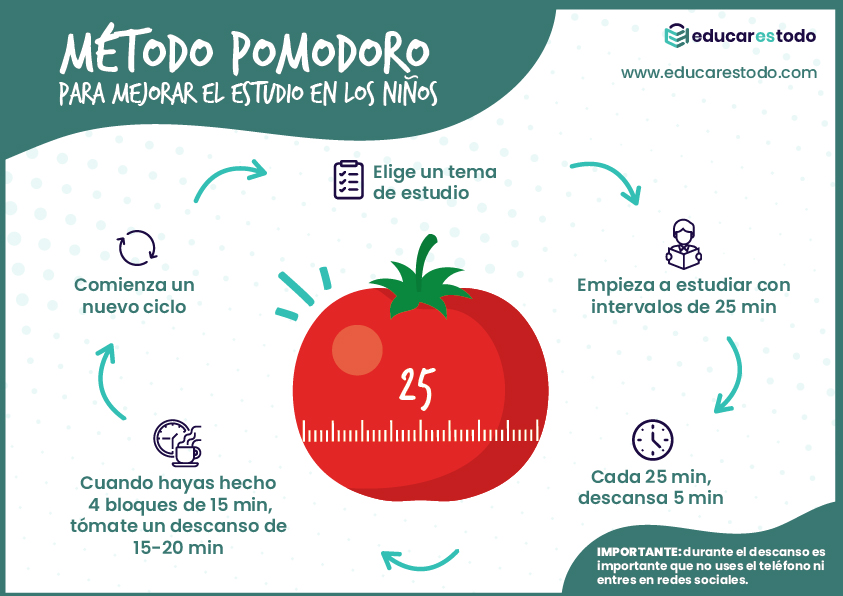 MÉTODO POMODORO
PARA MEJORAR EL ESTUDIO EN LOS NIÑOS
educarestodo
www.educarestodo.com
Elige un tema
de estudio
Empieza a estudiar con
intervalos de 25 min
Cada 25 min,
descansa 5 min
Cuando hayas hecho
4 bloques de 15 min,
tómate un descanso de
15-20 min
Comienza un
nuevo ciclo
25
IMPORTANTE: durante el descanso es
importante que no uses el teléfono ni
entres en redes sociales.